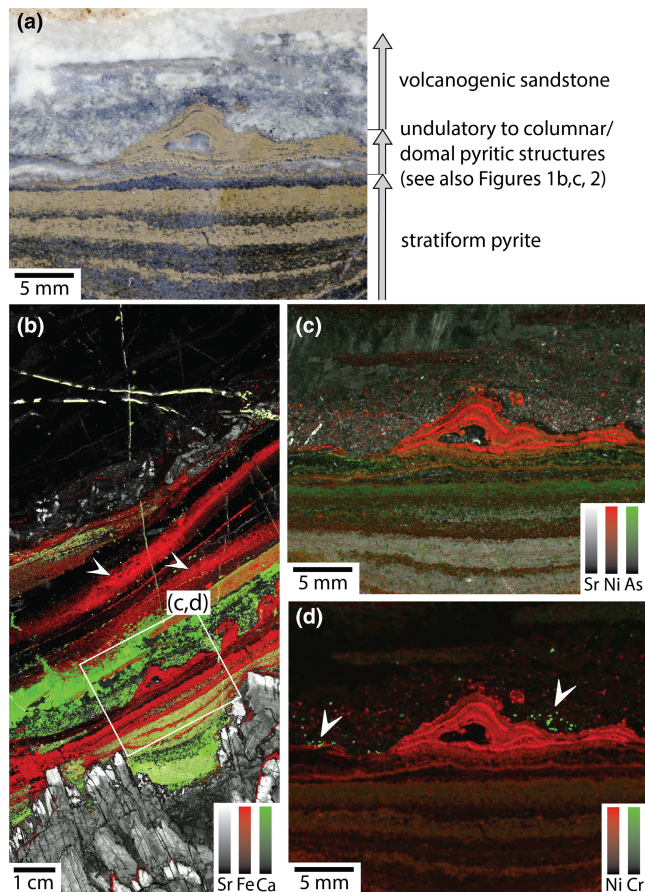 (a)
volcanogenic sandstone
undulatory to columnar/
domal pyritic structures
(see also Figures 1b,c, 2)
stratiform pyrite
5 mm
(b)
(c,d)
Sr Fe Ca
1 cm
(c)
Sr Ni As
5 mm
(d)
Ni Cr
5 mm